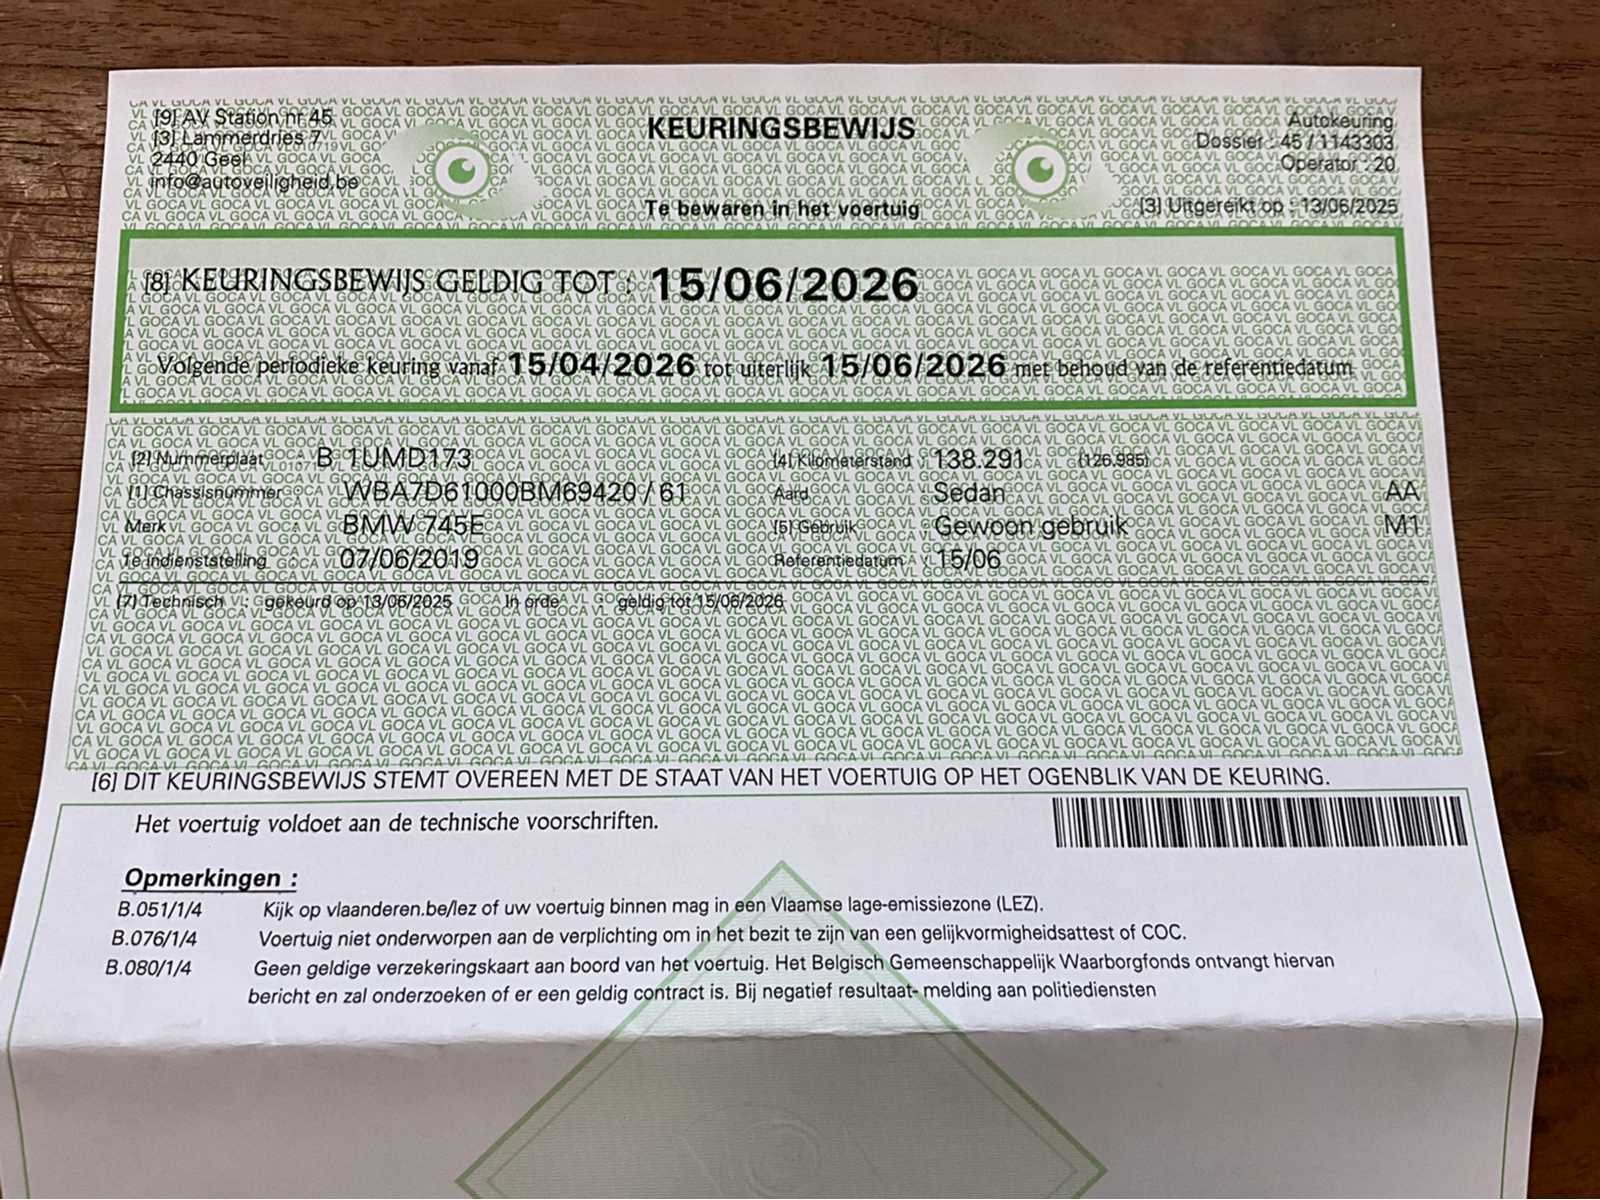 [9] AV Station nr 45
[3] Lammerdries 7,
2440 Geel
info@autoveiligheid.be
KEURINGSBEWIJS
Te bewaren in het voertuig
Autokeuring
Dossier : 45 / 1143303
Operator : 20
[3] Uitgereikt op : 13/06/2025
[8] KEURINGSBEWIJS GELDIG TOT : 15/06/2026
Volgende periodieke keuring vanaf 15/04/2026 tot uiterlijk 15/06/2026 met behoud van de referentiedatum
[2] Nummerplaat : B 1UMD173 [4] Kilometerstand : 138.291 (126.985)
[1] Chassisnummer : WBA7D61000BM69420 / 61 Aard : Sedan AA
Merk : BMW 745E [5] Gebruik : Gewoon gebruik M1
1e indienststelling : 07/06/2019 Referentiedatum : 15/06
[7] Technisch : gekeurd op 13/06/2025 In orde : geldig tot 15/06/2026
[6] DIT KEURINGSBEWIJS STEMT OVEREEN MET DE STAAT VAN HET VOERTUIG OP HET OGENBLIK VAN DE KEURING.
Het voertuig voldoet aan de technische voorschriften.
Opmerkingen :
B.051/1/4 Kijk op vlaanderen.be/lez of uw voertuig binnen mag in een Vlaamse lage-emissiezone (LEZ).
B.076/1/4 Voertuig niet onderworpen aan de verplichting om in het bezit te zijn van een gelijkvormigheidsattest of COC.
B.080/1/4 Geen geldige verzekeringskaart aan boord van het voertuig. Het Belgisch Gemeenschappelijk Waarborgfonds ontvangt hiervan
bericht en zal onderzoeken of er een geldig contract is. Bij negatief resultaat- melding aan politiediensten